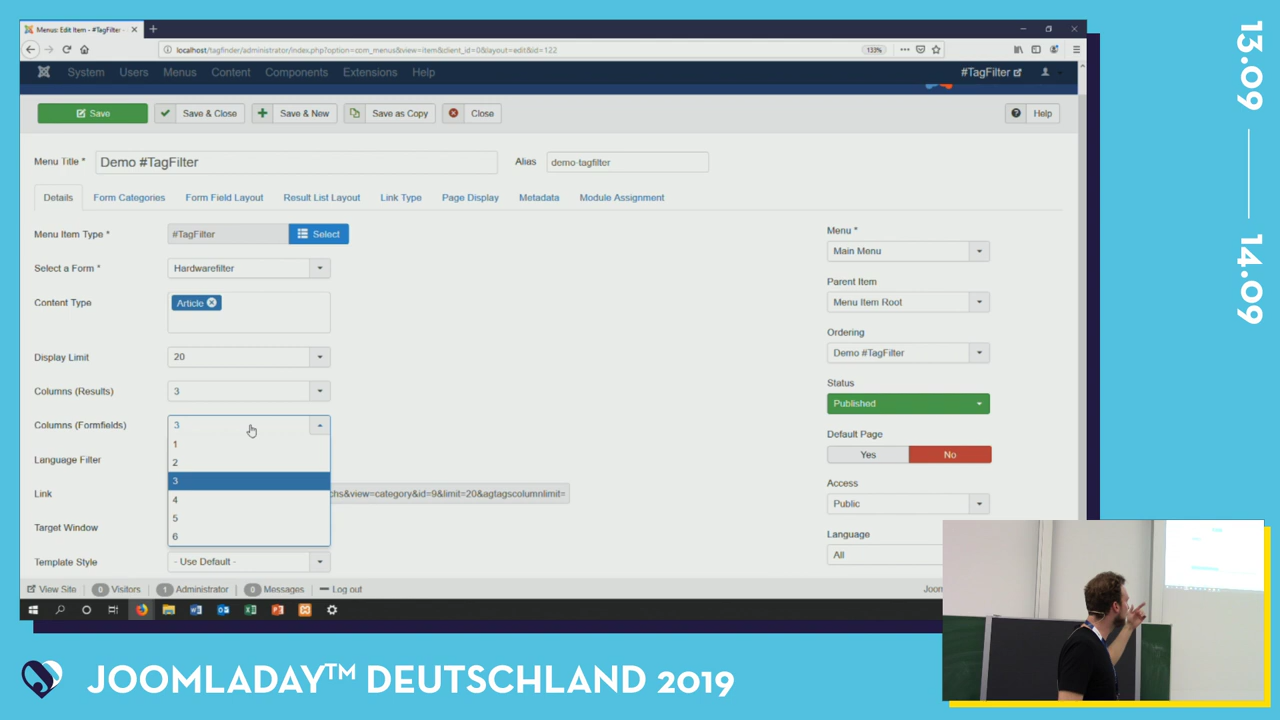 Menus: Edit Item - #TagFilter -
localhost/tagfinder/administrator/index.php?option=com_menus&view=item&client_id=0&layout=edit&id=122
133%
System Users Menus Content Components Extensions Help
#TagFilter
Save Save & Close Save & New Save as Copy Close Help
Menu Title * Demo #TagFilter Alias demo-tagfilter
Details Form Categories Form Field Layout Result List Layout Link Type Page Display Metadata Module Assignment
Menu Item Type * #TagFilter Select
Select a Form * Hardwarefilter
Content Type Article
Display Limit 20
Columns (Results) 3
Columns (Formfields) 3
1
2
3
4
5
6
Language Filter
Link chs&view=category&id=9&limit=20&agtagscolumnlimit=
Target Window
Template Style - Use Default -
Menu *
Main Menu
Parent Item
Menu Item Root
Ordering
Demo #TagFilter
Status
Published
Default Page
Yes No
Access
Public
Language
All
View Site 0 Visitors 1 Administrator 0 Messages Log out
Joom
13.09
14.09
JOOMLADAY™ DEUTSCHLAND 2019